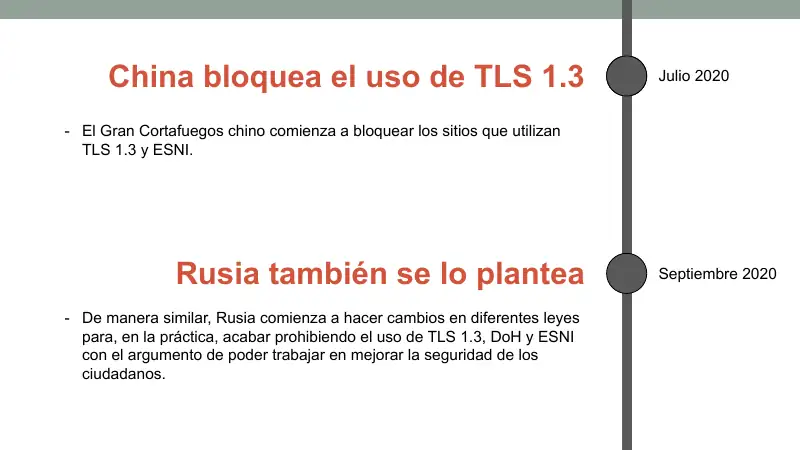 China bloquea el uso de TLS 1.3
Julio 2020
- El Gran Cortafuegos chino comienza a bloquear los sitios que utilizan
TLS 1.3 y ESNI.
Rusia también se lo plantea
Septiembre 2020
- De manera similar, Rusia comienza a hacer cambios en diferentes leyes
para, en la práctica, acabar prohibiendo el uso de TLS 1.3, DoH y ESNI
con el argumento de poder trabajar en mejorar la seguridad de los
ciudadanos.